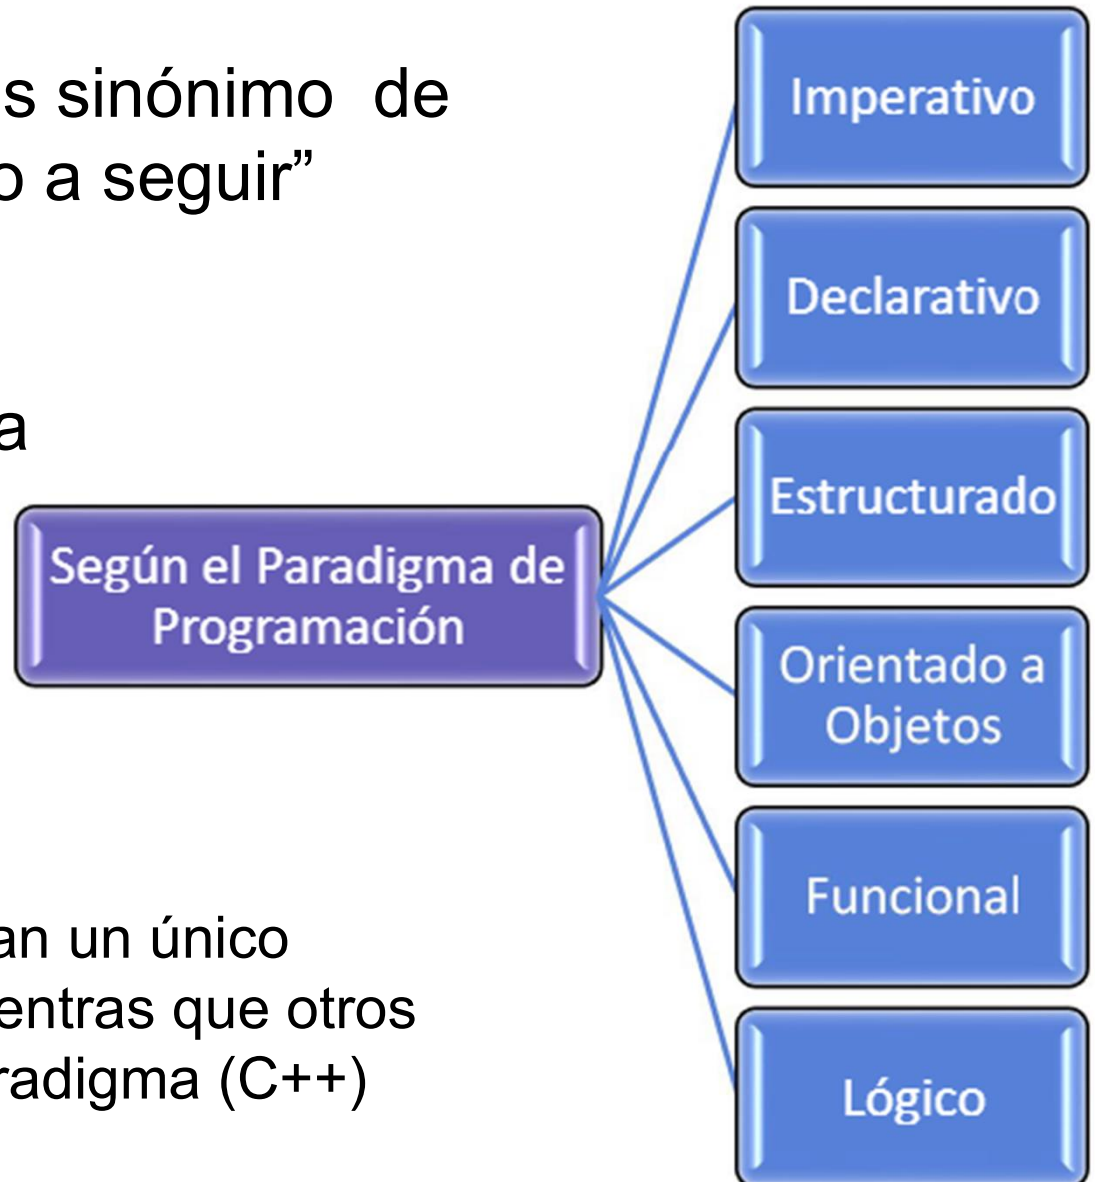 s sinónimo de
o a seguir”
a
Según el Paradigma de
Programación
an un único
entras que otros
radigma (C++)
Imperativo
Declarativo
Estructurado
Orientado a
Objetos
Funcional
Lógico